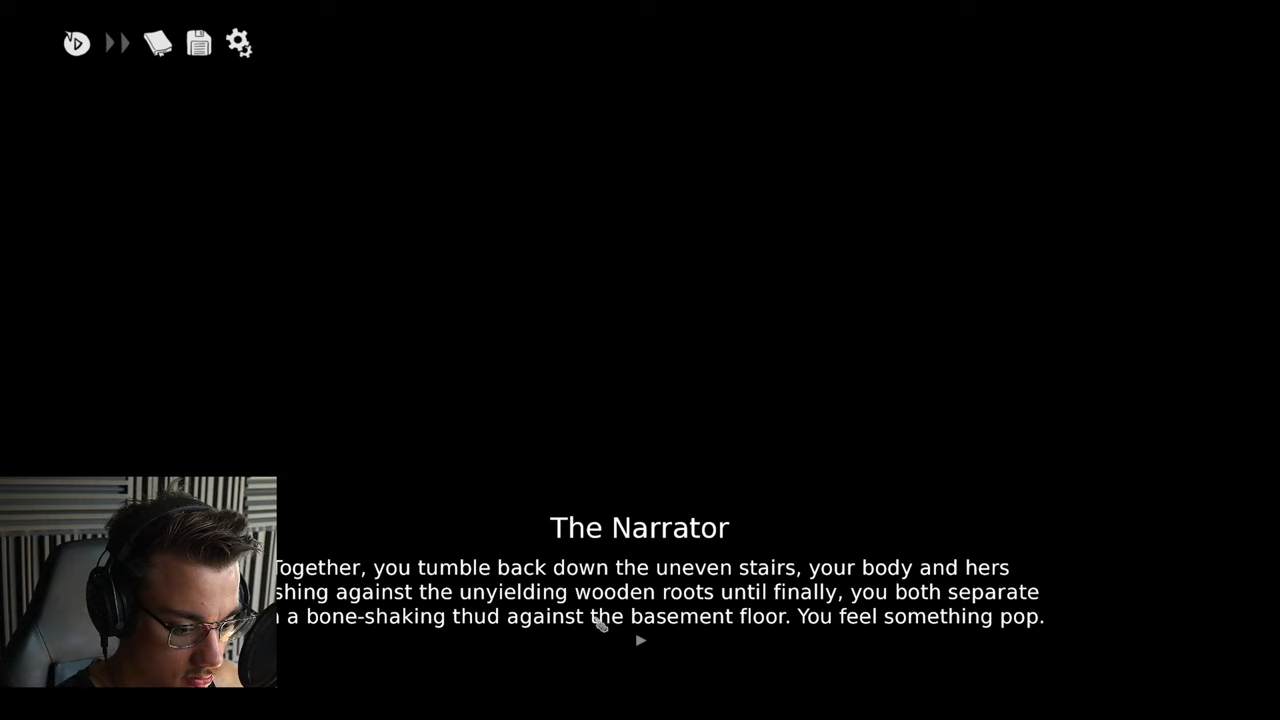 The Narrator
Together, you tumble back down the uneven stairs, your body and hers
against the unyielding wooden roots until finally, you both separate
a bone-shaking thud against the basement floor. You feel something pop.